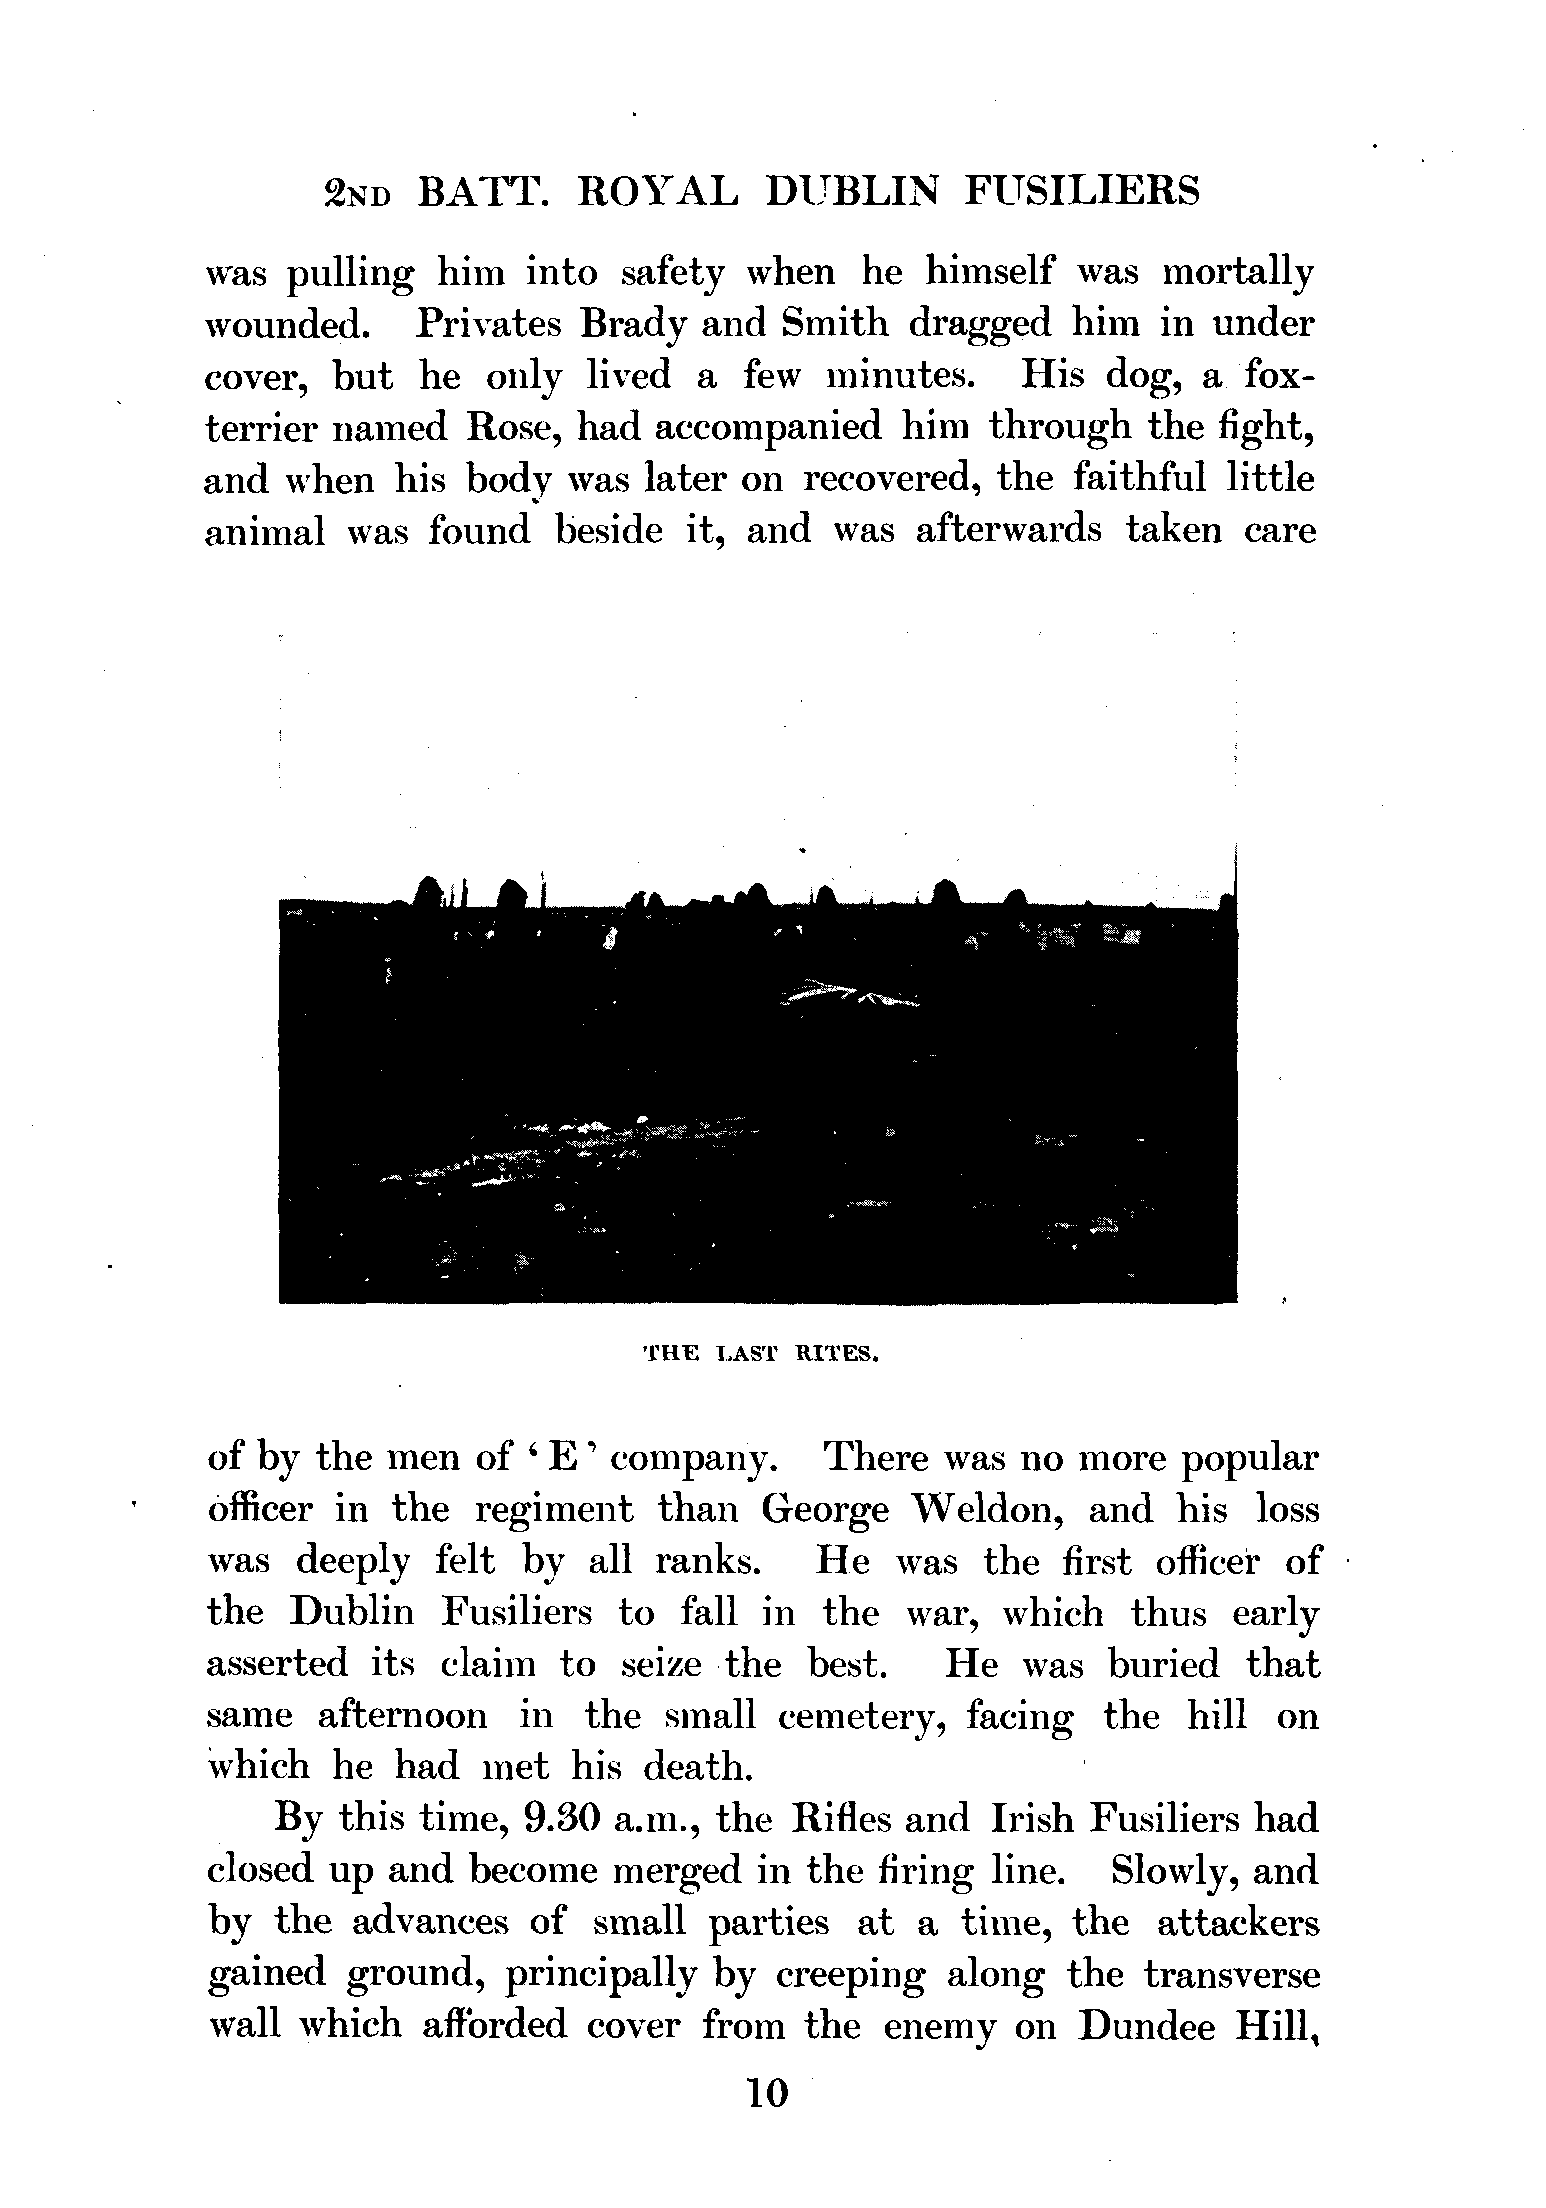 2ND BATT. ROYAL DUBLIN FUSILIERS
was pulling him into safety when he himself was mortally
wounded. Privates Brady and Smith dragged him in under
cover, but he only lived a few minutes. His dog, a fox-
terrier named Rose, had accompanied him through the fight,
and when his body was later on recovered, the faithful little
animal was found beside it, and was afterwards taken care
THE LAST RITES.
of by the men of ‘E’ company. There was no more popular
officer in the regiment than George Weldon, and his loss
was deeply felt by all ranks. He was the first officer of
the Dublin Fusiliers to fall in the war, which thus early
asserted its claim to seize the best. He was buried that
same afternoon in the small cemetery, facing the hill on
which he had met his death.
By this time, 9.30 a.m., the Rifles and Irish Fusiliers had
closed up and become merged in the firing line. Slowly, and
by the advances of small parties at a time, the attackers
gained ground, principally by creeping along the transverse
wall which afforded cover from the enemy on Dundee Hill,
10